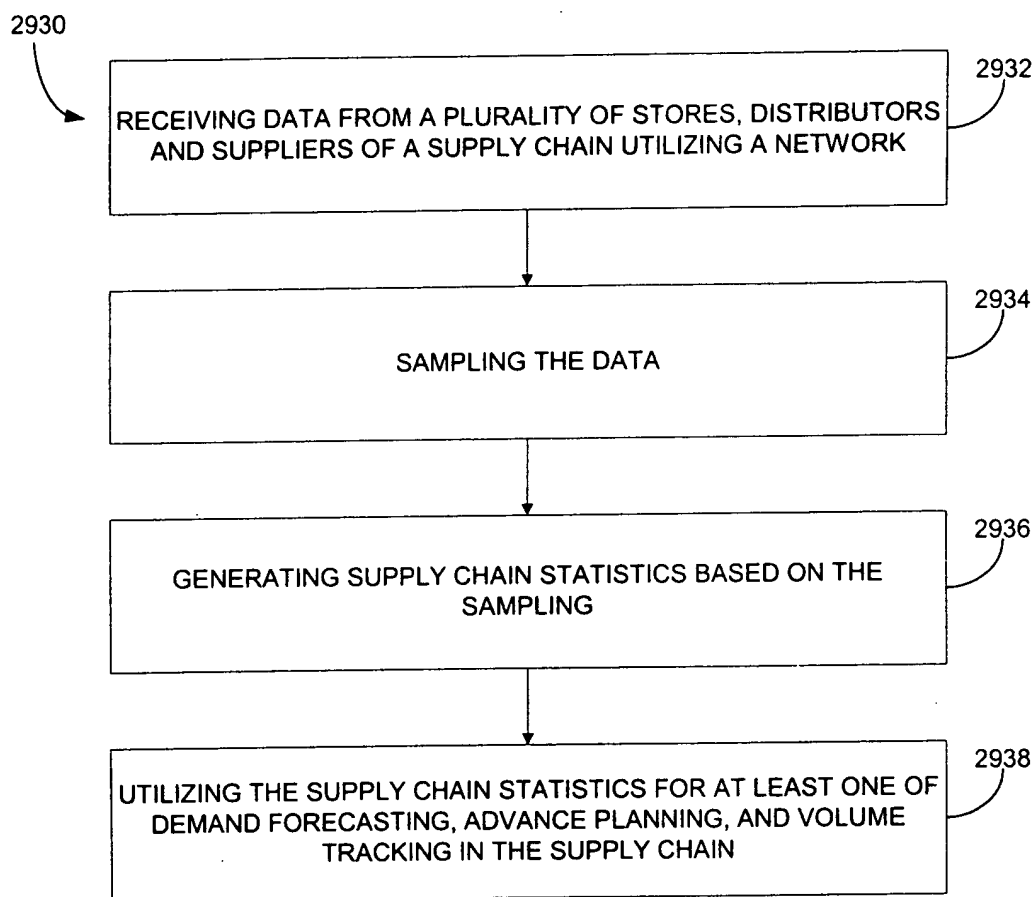 2930
2932
RECEIVING DATA FROM A PLURALITY OF STORES, DISTRIBUTORS
AND SUPPLIERS OF A SUPPLY CHAIN UTILIZING A NETWORK
2934
SAMPLING THE DATA
2936
GENERATING SUPPLY CHAIN STATISTICS BASED ON THE
SAMPLING
2938
UTILIZING THE SUPPLY CHAIN STATISTICS FOR AT LEAST ONE OF
DEMAND FORECASTING, ADVANCE PLANNING, AND VOLUME
TRACKING IN THE SUPPLY CHAIN